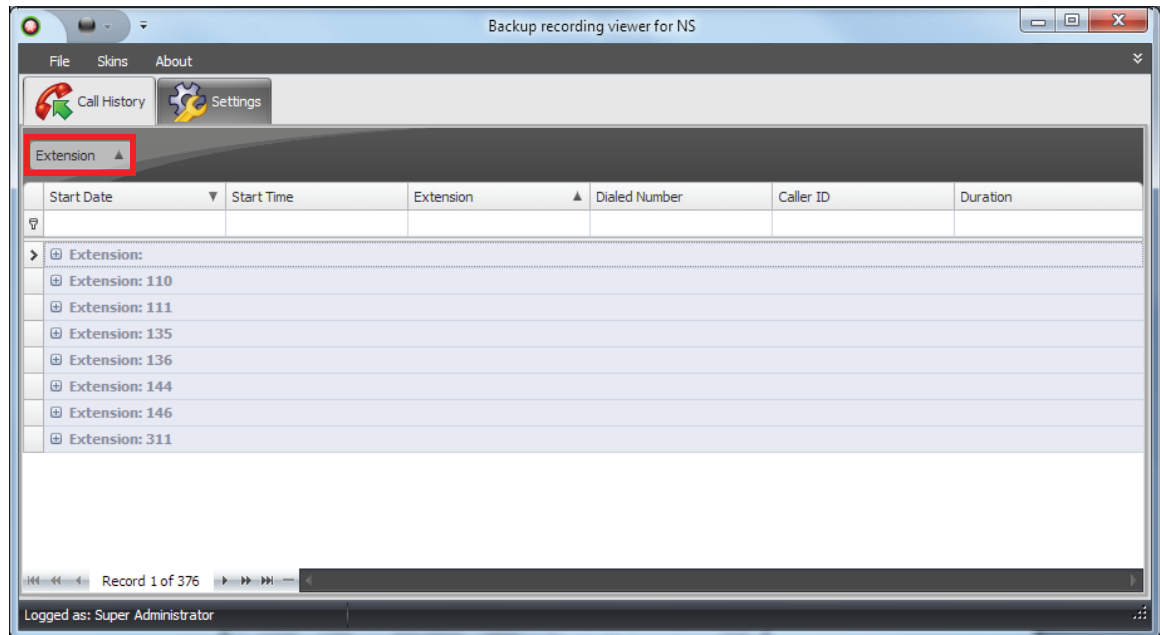 Backup recording viewer for NS
File Skins About
Call History Settings
Extension
Start Date Start Time Extension Dialed Number Caller ID Duration
Extension:
Extension: 110
Extension: 111
Extension: 135
Extension: 136
Extension: 144
Extension: 146
Extension: 311
Record 1 of 376
Logged as: Super Administrator